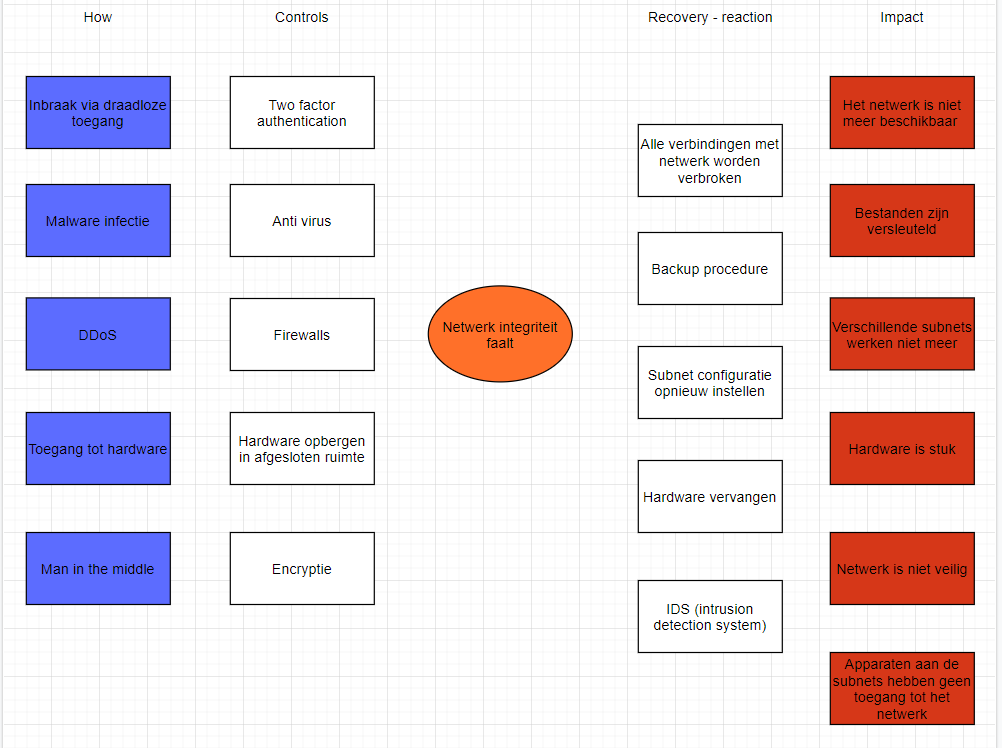 How
Controls
Recovery - reaction
Impact
Inbraak via draadloze
toegang
Two factor
authentication
Het netwerk is niet
meer beschikbaar
Alle verbindingen met
netwerk worden
verbroken
Malware infectie
Anti virus
Bestanden zijn
versleuteld
Backup procedure
DDoS
Firewalls
Netwerk integriteit
faalt
Verschillende subnets
werken niet meer
Subnet configuratie
opnieuw instellen
Toegang tot hardware
Hardware opbergen
in afgesloten ruimte
Hardware is stuk
Hardware vervangen
Man in the middle
Encryptie
Netwerk is niet veilig
IDS (intrusion
detection system)
Apparaten aan de
subnets hebben geen
toegang tot het
netwerk